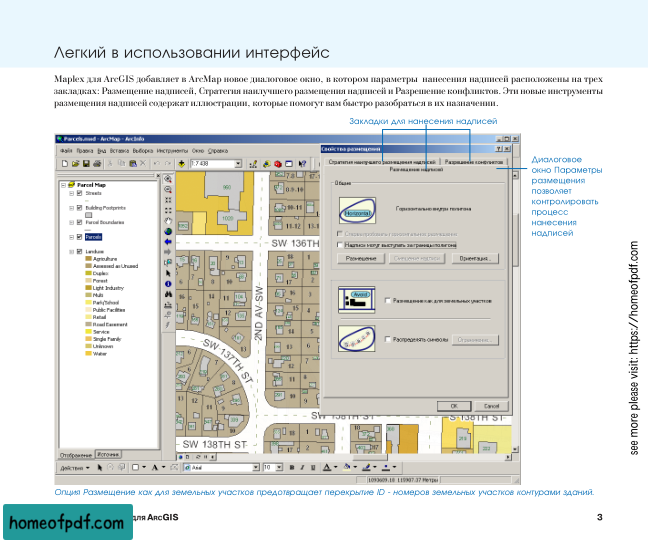 Легкий в использовании интерфейс
Maplex для ArcGIS добавляет в ArcMap новое диалоговое окно, в котором параметры нанесения надписей расположены на трех
закладках: Размещение надписей, Стратегия наилучшего размещения надписей и Разрешение конфликтов. Эти новые инструменты
размещения надписей содержат иллюстрации, которые помогут вам быстро разобраться в их назначении.
Закладки для нанесения надписей
Parcels.mxd - ArcMap - ArcInfo
Файл Правка Вид Вставка Выборка Инструменты Окно Справка
1:7 438
Parcel Map
Streets
Building Footprints
Parcel Boundaries
Parcels
Landuse
Agriculture
Assessed as Unused
Duplex
Forest
Light Industry
Multi
Park/School
Public Facilities
Retail
Road Easement
Service
Single Family
Unknown
Water
Отображение Источник
SW 136TH
2ND AV-SW
SW 137TH ST
SW 138TH ST
SW 138TH ST
Свойства размещения
Стратегия наилучшего размещения надписей
Разрешение конфликтов
Размещение надписей
Общие
Horizontal
Горизонтально внутри полигона
Надписи могут выступать за границы полигона
Размещение
Смещение надписи
Ориентация...
Avoid
Размещение как для земельных участков
Распределять символы
OK
Cancel
Действия
Arial
10
1093609.18 115907.37 Метры
Диалоговое
окно Параметры
размещения
позволяет
контролировать
процесс
нанесения
надписей
Опция Размещение как для земельных участков предотвращает перекрытие ID - номеров земельных участков контурами зданий.
homeofpdf.com
для ArcGIS
3
see more please visit: https://homeofpdf.com